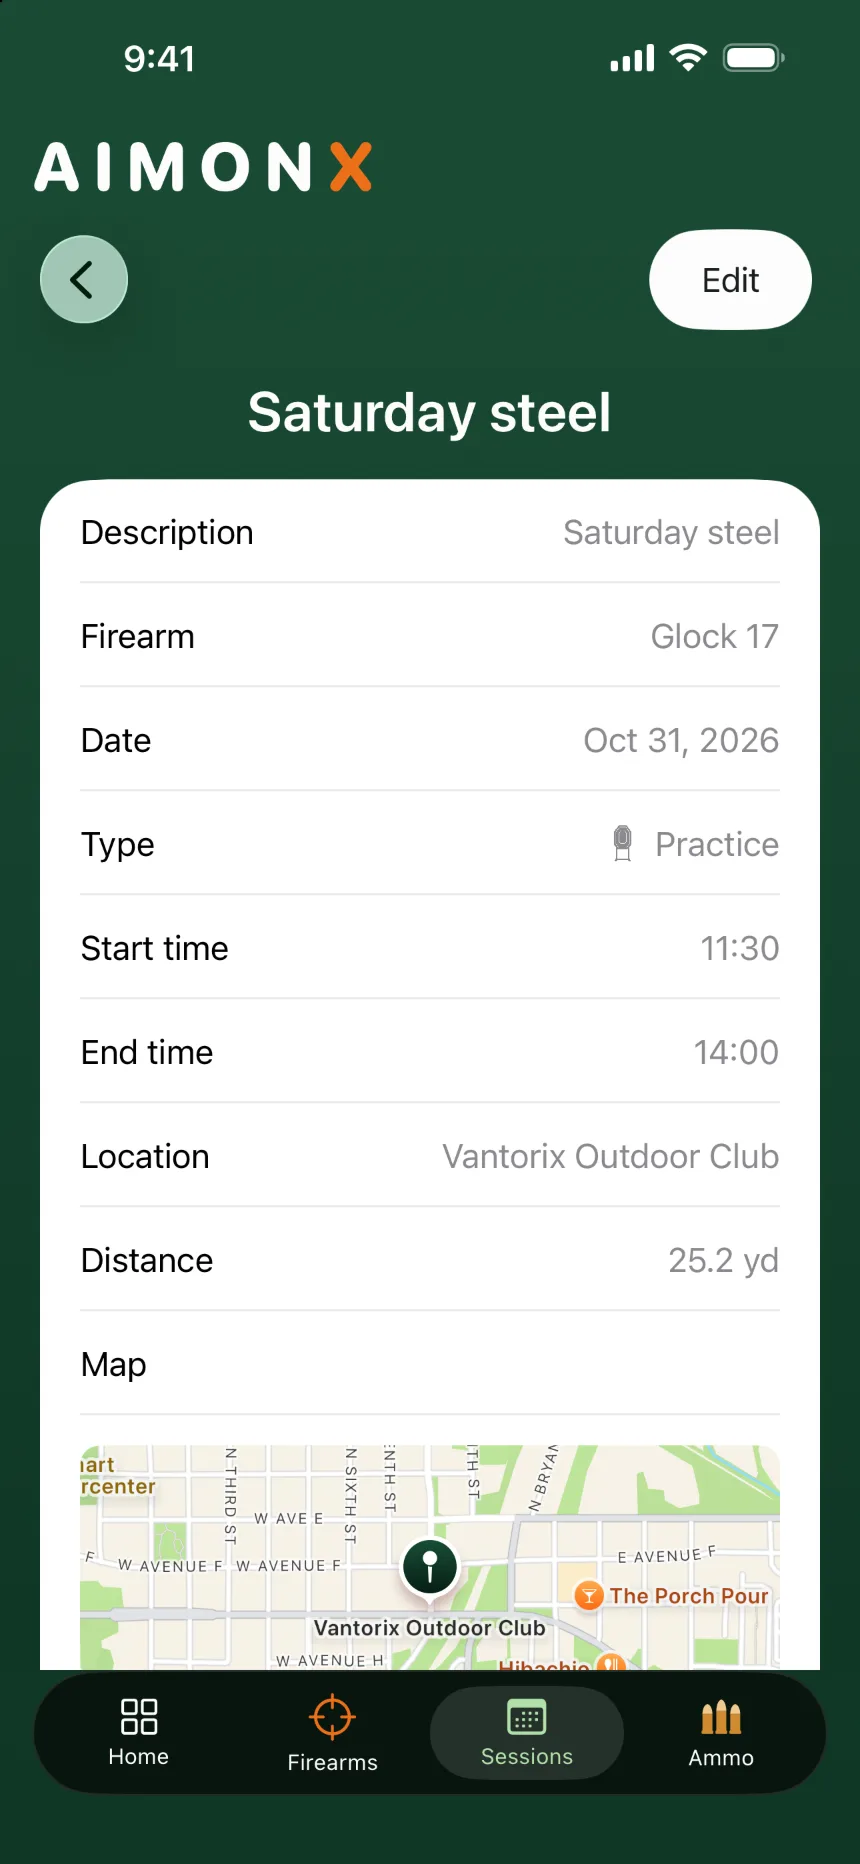 9:41
AIMONX
Edit
Saturday steel
Description Saturday steel
Firearm Glock 17
Date Oct 31, 2026
Type Practice
Start time 11:30
End time 14:00
Location Vantorix Outdoor Club
Distance 25.2 yd
Map
N THIRD ST
N SIXTH ST
W AVE E
F
W AVENUE F
W AVENUE F
E AVENUE F
The Porch Pour
Vantorix Outdoor Club
W AVENUE H
Hibachio
Home
Firearms
Sessions
Ammo